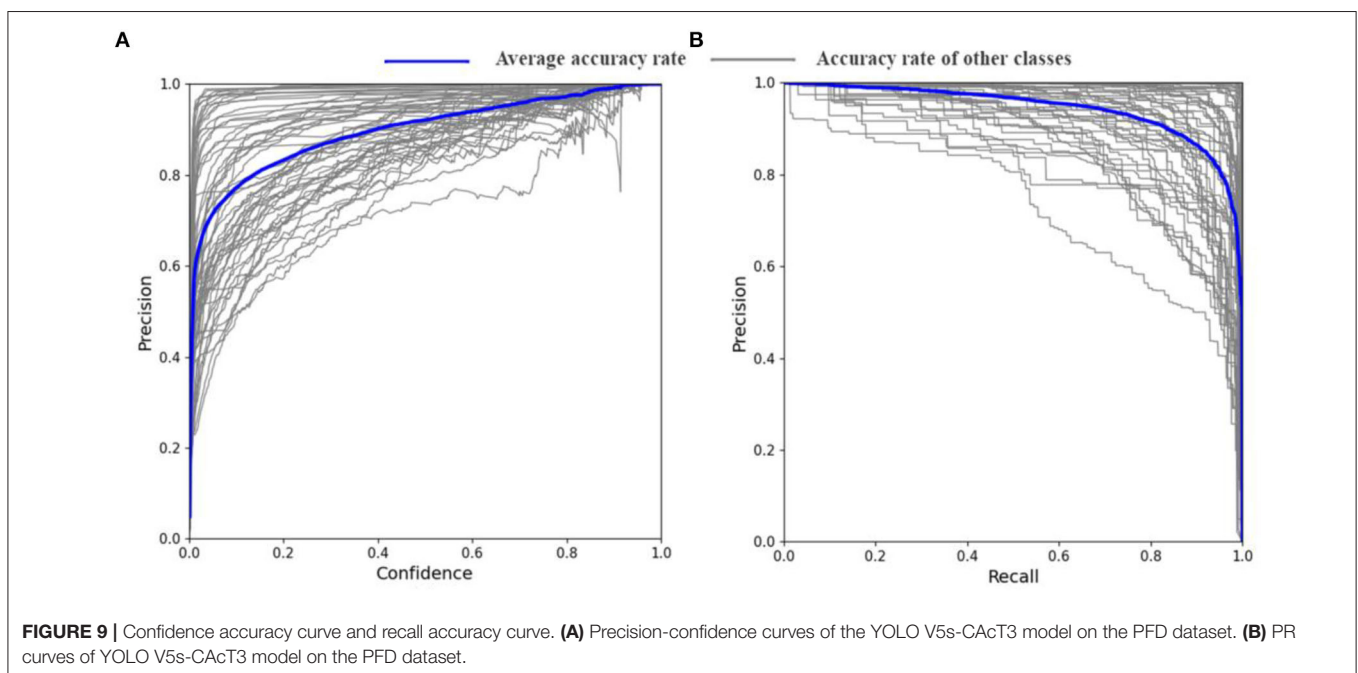 A
B
Average accuracy rate
Accuracy rate of other classes
1.0
0.8
0.6
0.4
0.2
0.0
Precision
0.0 0.2 0.4 0.6 0.8 1.0
Confidence
1.0
0.8
0.6
0.4
0.2
0.0
Precision
0.0 0.2 0.4 0.6 0.8 1.0
Recall
FIGURE 9 | Confidence accuracy curve and recall accuracy curve. (A) Precision-confidence curves of the YOLO V5s-CAcT3 model on the PFD dataset. (B) PR
curves of YOLO V5s-CAcT3 model on the PFD dataset.